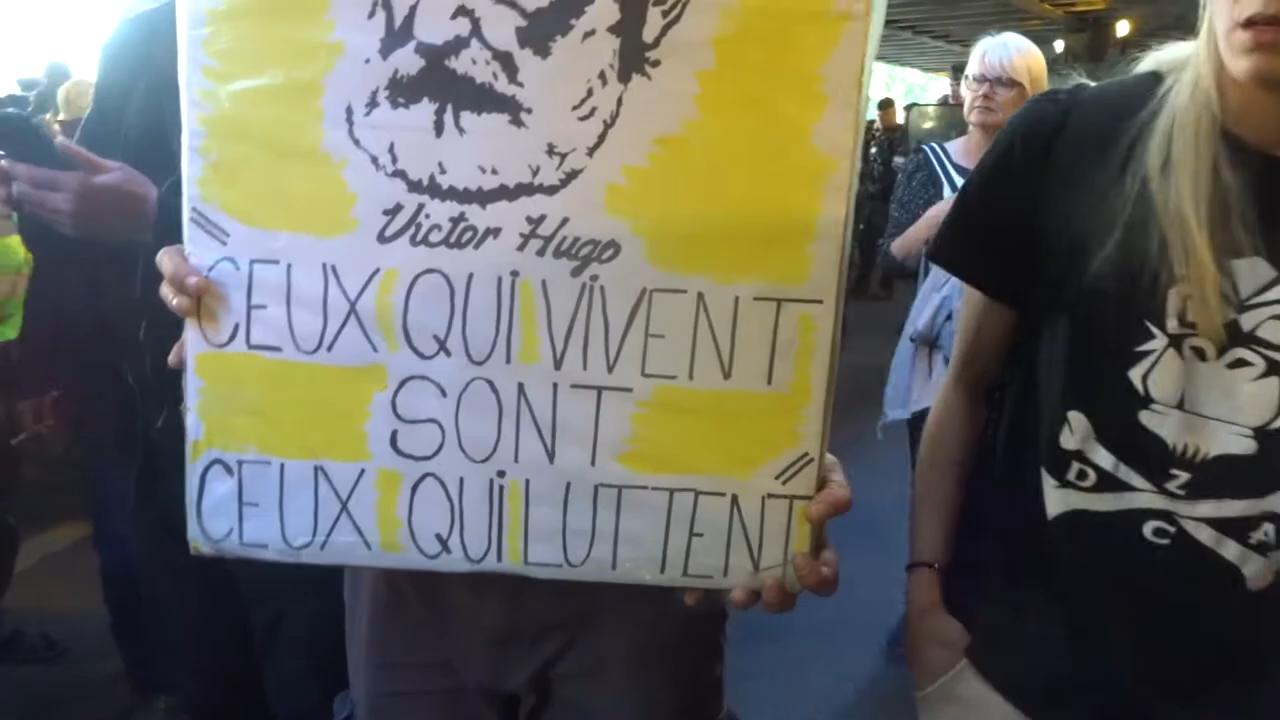 Victor Hugo
" CEUX QUi ViVENT
SONT
CEUX QUi LUTTENT "
D Z
C A